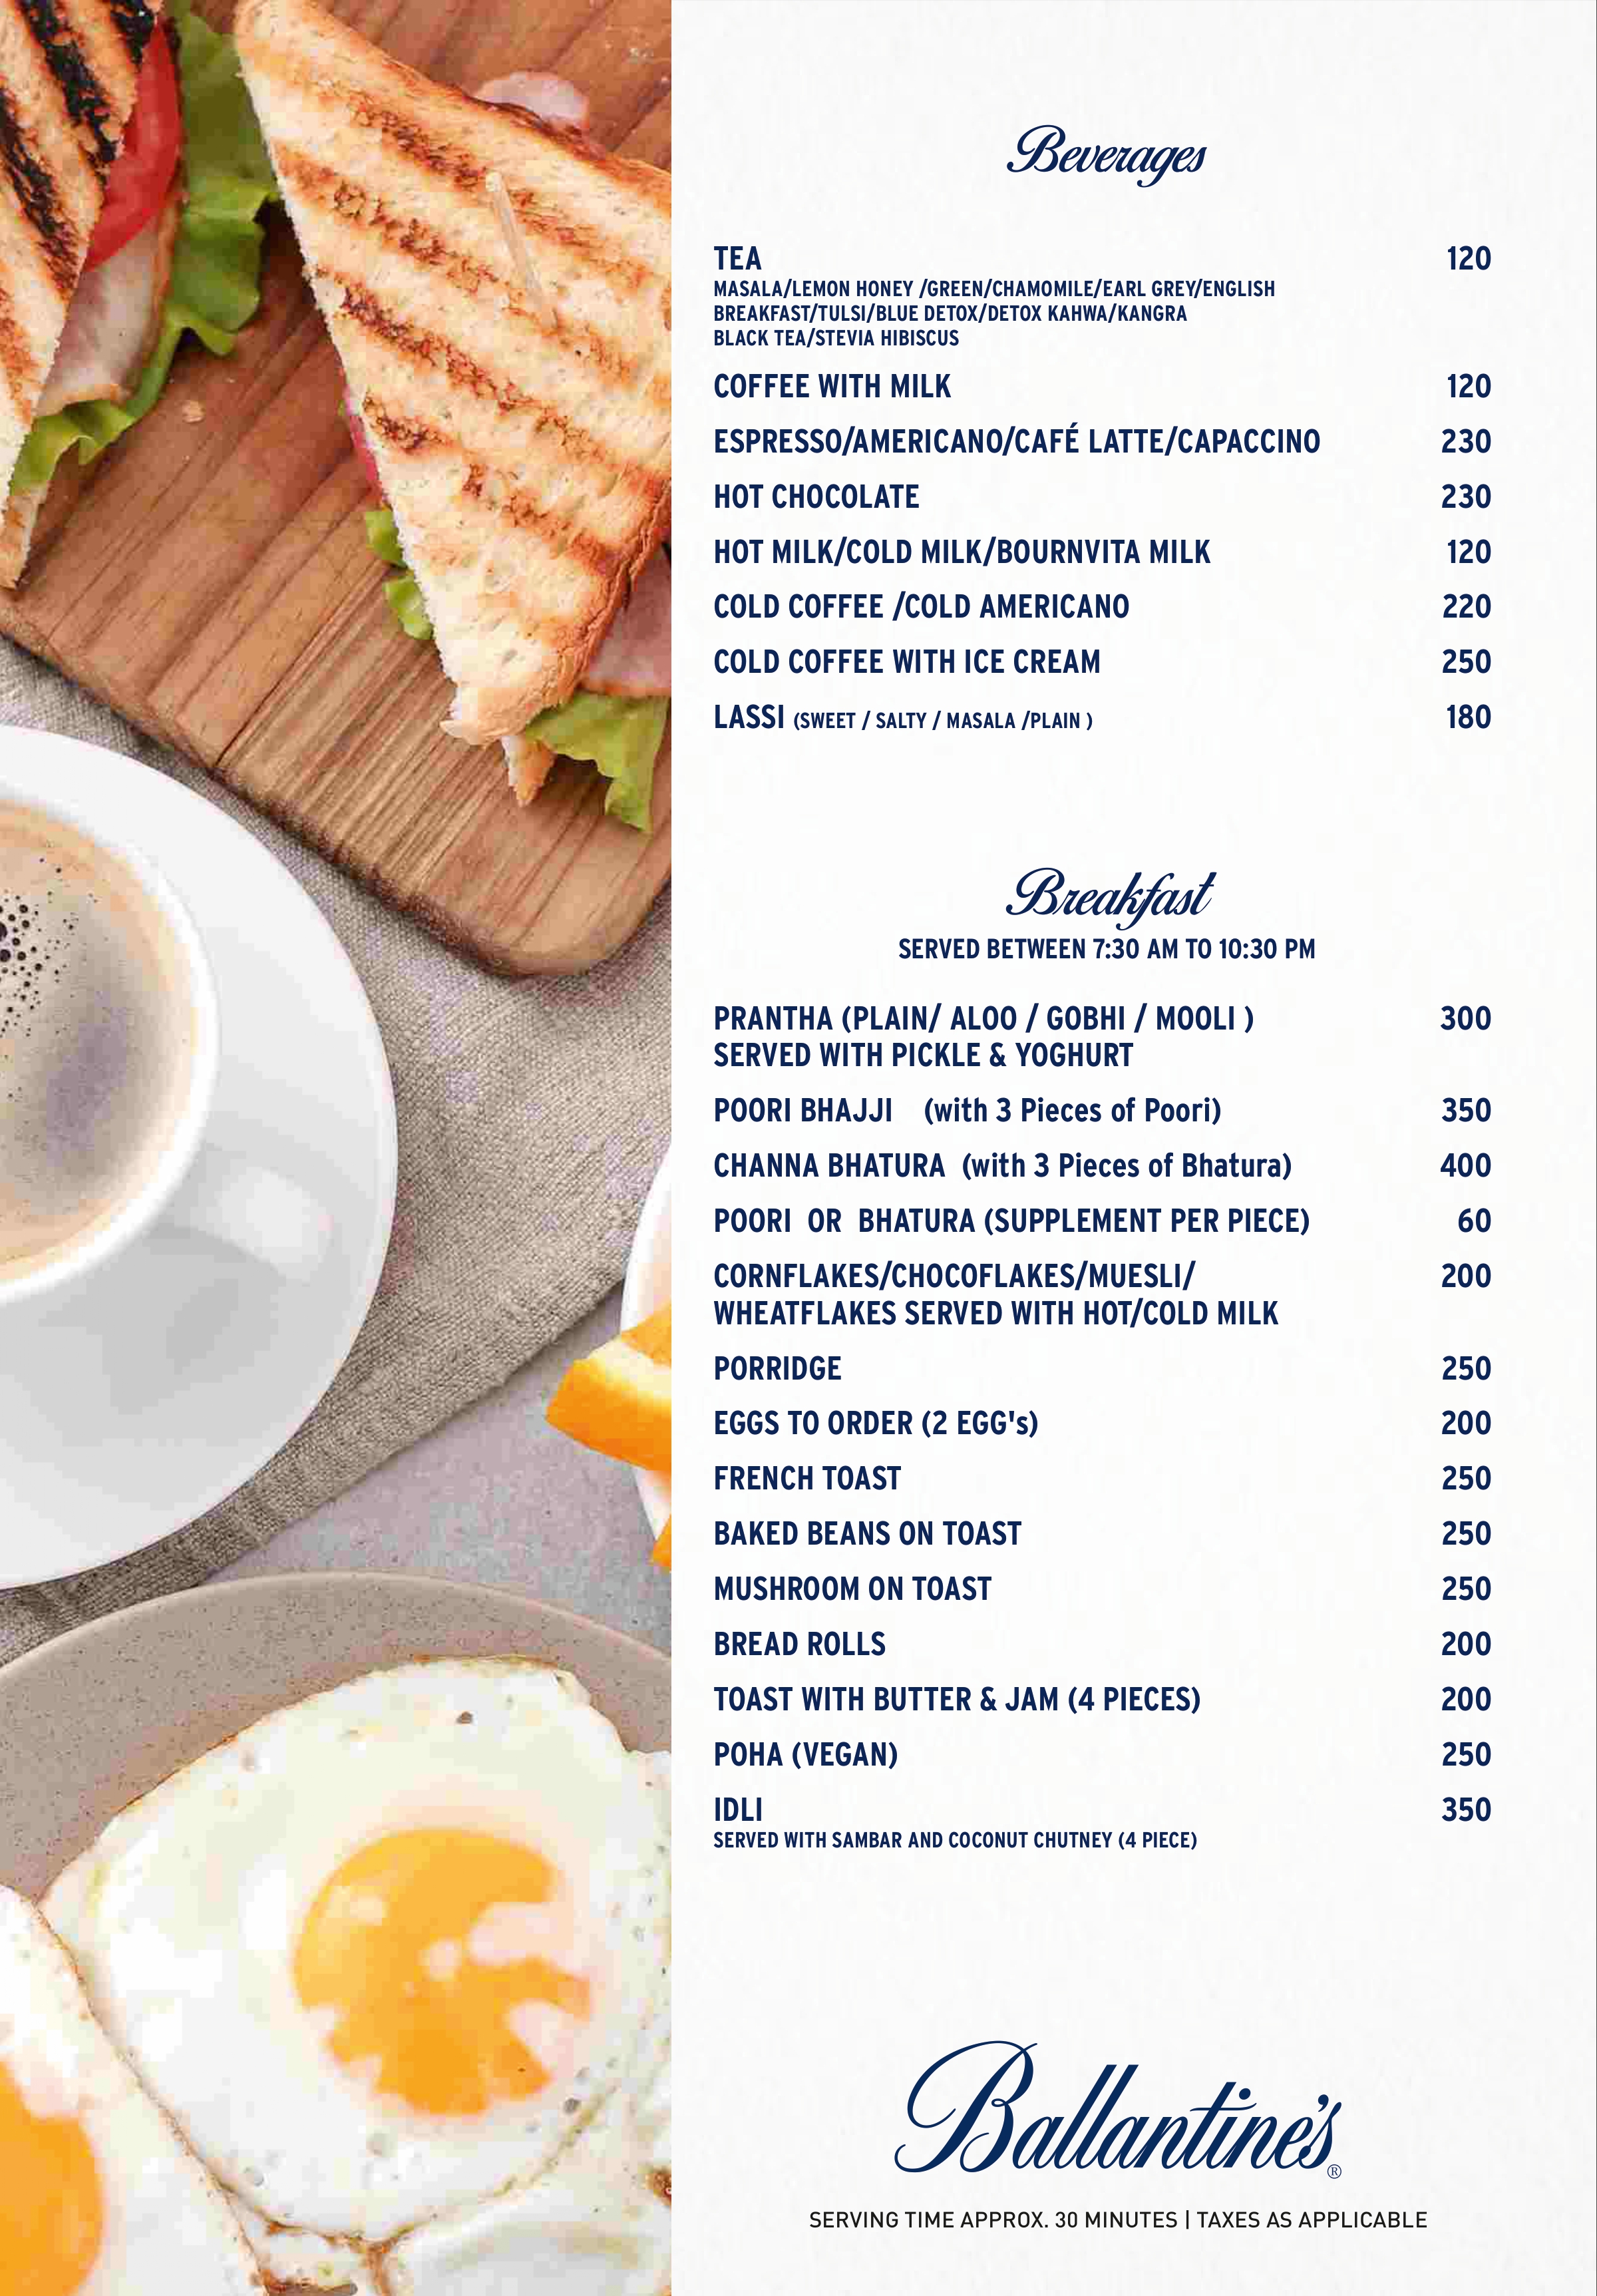 Beverages
TEA 120
MASALA/LEMON HONEY /GREEN/CHAMOMILE/EARL GREY/ENGLISH
BREAKFAST/TULSI/BLUE DETOX/DETOX KAHWA/KANGRA
BLACK TEA/STEVIA HIBISCUS
COFFEE WITH MILK 120
ESPRESSO/AMERICANO/CAFÉ LATTE/CAPACCINO 230
HOT CHOCOLATE 230
HOT MILK/COLD MILK/BOURNVITA MILK 120
COLD COFFEE /COLD AMERICANO 220
COLD COFFEE WITH ICE CREAM 250
LASSI (SWEET / SALTY / MASALA /PLAIN ) 180
Breakfast
SERVED BETWEEN 7:30 AM TO 10:30 PM
PRANTHA (PLAIN/ ALOO / GOBHI / MOOLI ) 300
SERVED WITH PICKLE & YOGHURT
POORI BHAJJI (with 3 Pieces of Poori) 350
CHANNA BHATURA (with 3 Pieces of Bhatura) 400
POORI OR BHATURA (SUPPLEMENT PER PIECE) 60
CORNFLAKES/CHOCOFLAKES/MUESLI/ 200
WHEATFLAKES SERVED WITH HOT/COLD MILK
PORRIDGE 250
EGGS TO ORDER (2 EGG's) 200
FRENCH TOAST 250
BAKED BEANS ON TOAST 250
MUSHROOM ON TOAST 250
BREAD ROLLS 200
TOAST WITH BUTTER & JAM (4 PIECES) 200
POHA (VEGAN) 250
IDLI 350
SERVED WITH SAMBAR AND COCONUT CHUTNEY (4 PIECE)
Ballantine's®
SERVING TIME APPROX. 30 MINUTES | TAXES AS APPLICABLE